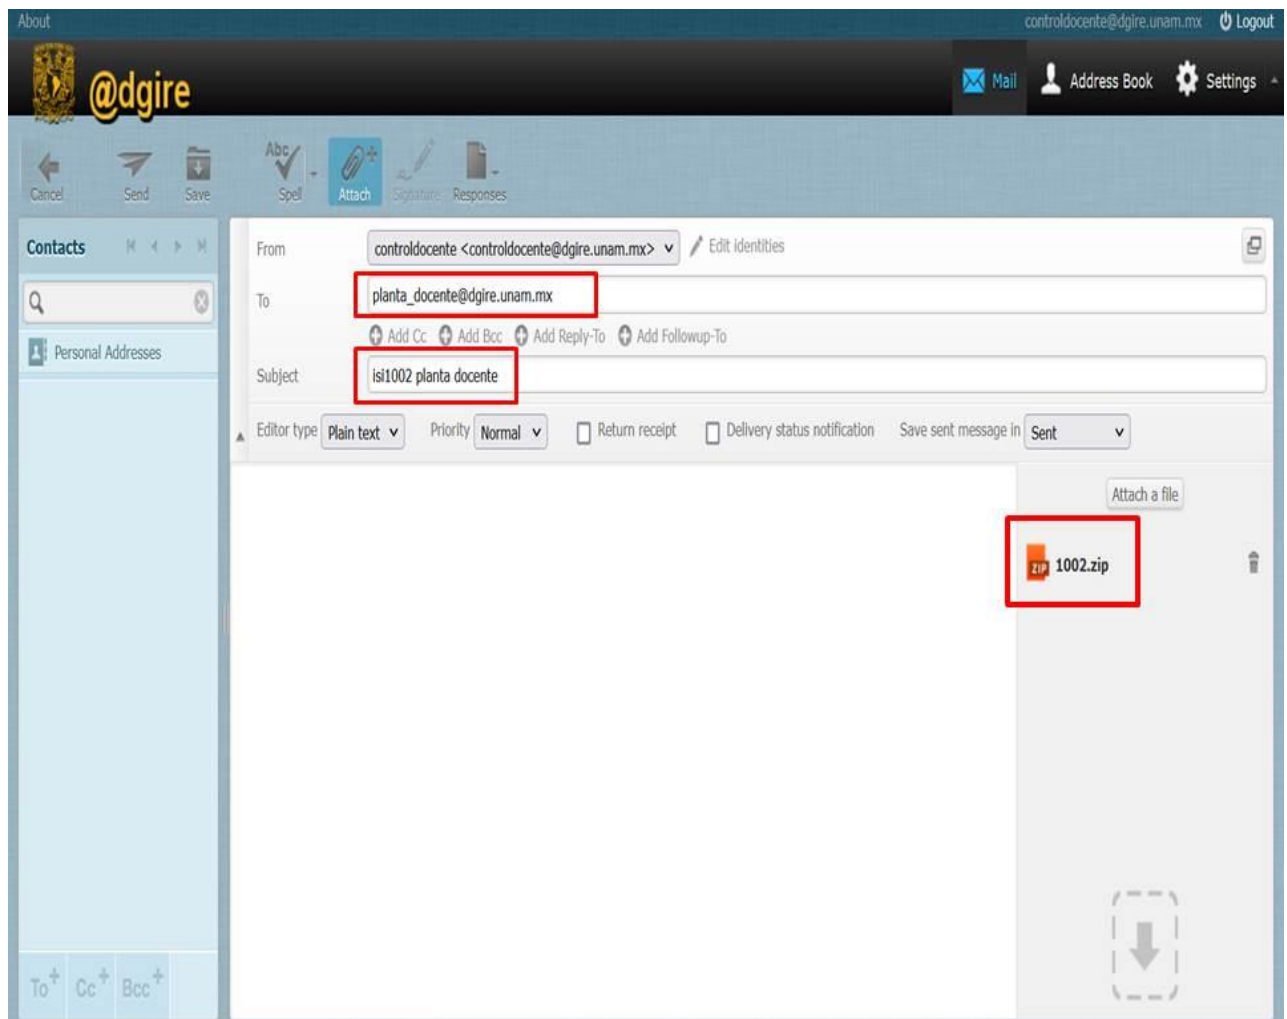 About controldocente@dgire.unam.mx Logout
@dgire Mail Address Book Settings
Cancel Send Save Abc Spell Attach Signature Responses
Contacts
From controldocente <controldocente@dgire.unam.mx> Edit identities
To planta_docente@dgire.unam.mx
Add Cc Add Bcc Add Reply-To Add Followup-To
Personal Addresses
Subject isi1002 planta docente
Editor type Plain text Priority Normal Return receipt Delivery status notification Save sent message in Sent
Attach a file
ZIP 1002.zip
To+ Cc+ Bcc+